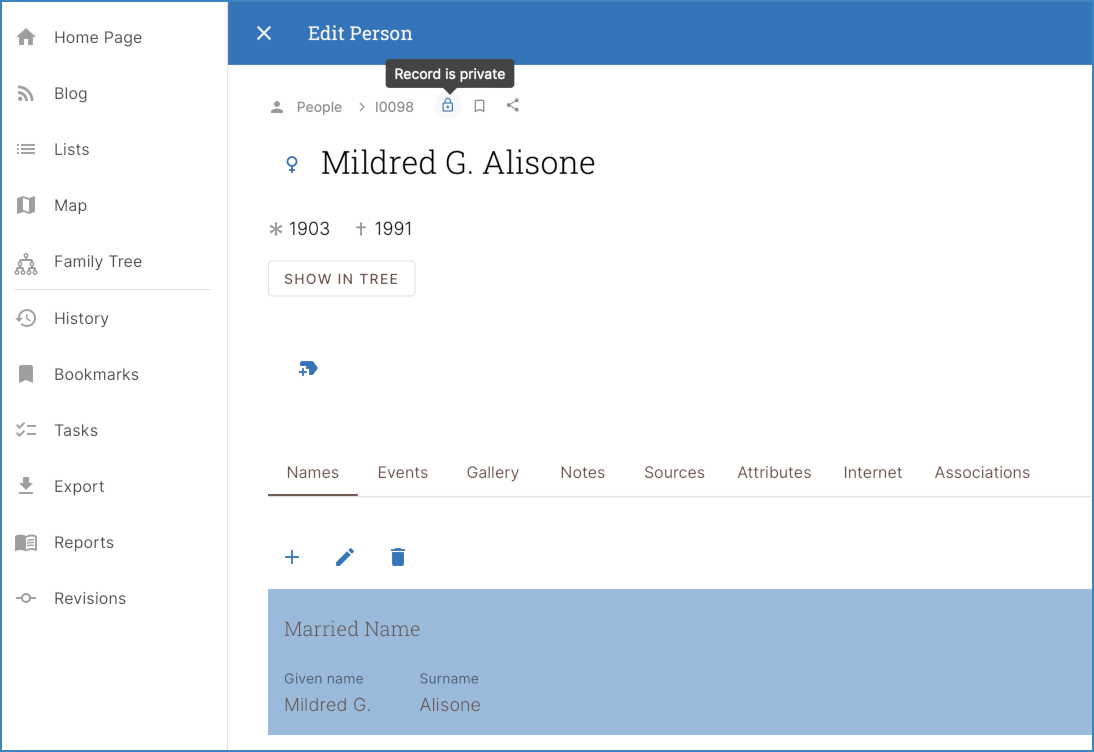 Home Page
Blog
Lists
Map
Family Tree
History
Bookmarks
Tasks
Export
Reports
Revisions
Edit Person
Record is private
People > I0098
Mildred G. Alisone
1903 1991
SHOW IN TREE
Names Events Gallery Notes Sources Attributes Internet Associations
Married Name
Given name Surname
Mildred G. Alisone